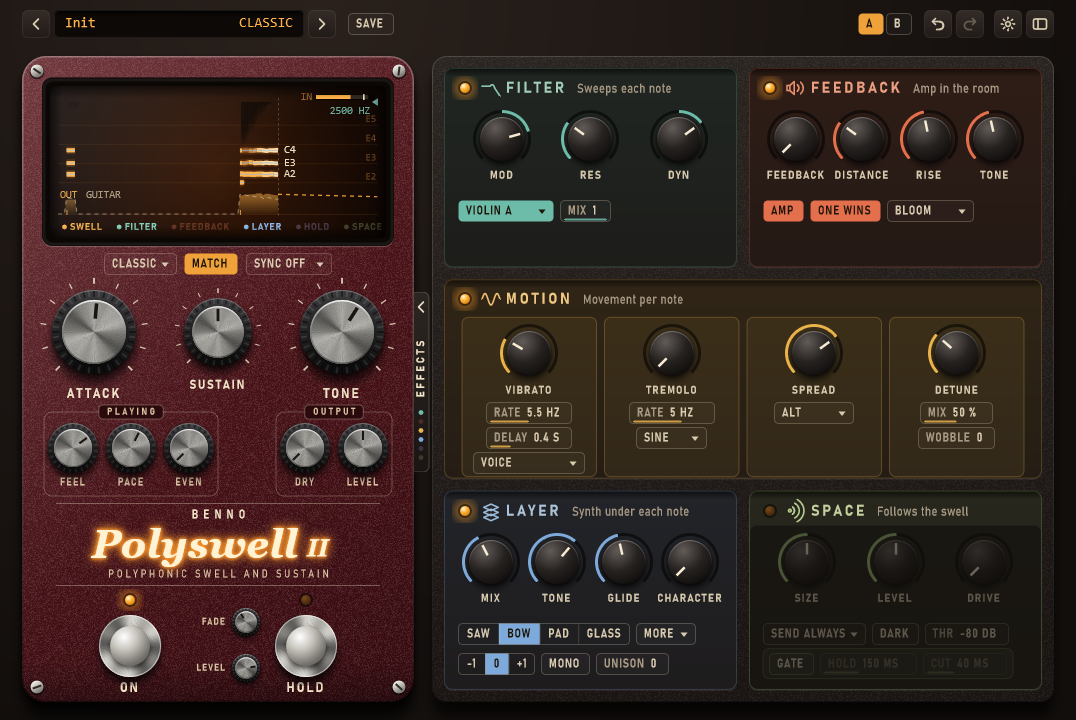 Init CLASSIC SAVE A B
IN
2500 HZ
E5
E4
C4
E3
E3
A2
E2
OUT GUITAR
SWELL FILTER FEEDBACK LAYER HOLD SPACE
CLASSIC MATCH SYNC OFF
ATTACK SUSTAIN TONE
PLAYING OUTPUT
FEEL PACE EVEN DRY LEVEL
BENNO
Polyswell II
POLYPHONIC SWELL AND SUSTAIN
FADE
LEVEL
ON HOLD
EFFECTS
FILTER Sweeps each note
MOD RES DYN
VIOLIN A MIX 1
FEEDBACK Amp in the room
FEEDBACK DISTANCE RISE TONE
AMP ONE WINS BLOOM
MOTION Movement per note
VIBRATO TREMOLO SPREAD DETUNE
RATE 5.5 HZ RATE 5 HZ ALT MIX 50 %
DELAY 0.4 S SINE WOBBLE 0
VOICE
LAYER Synth under each note
MIX TONE GLIDE CHARACTER
SAW BOW PAD GLASS MORE
-1 0 +1 MONO UNISON 0
SPACE Follows the swell
SIZE LEVEL DRIVE
SEND ALWAYS DARK THR -80 DB
GATE HOLD 150 MS CUT 40 MS